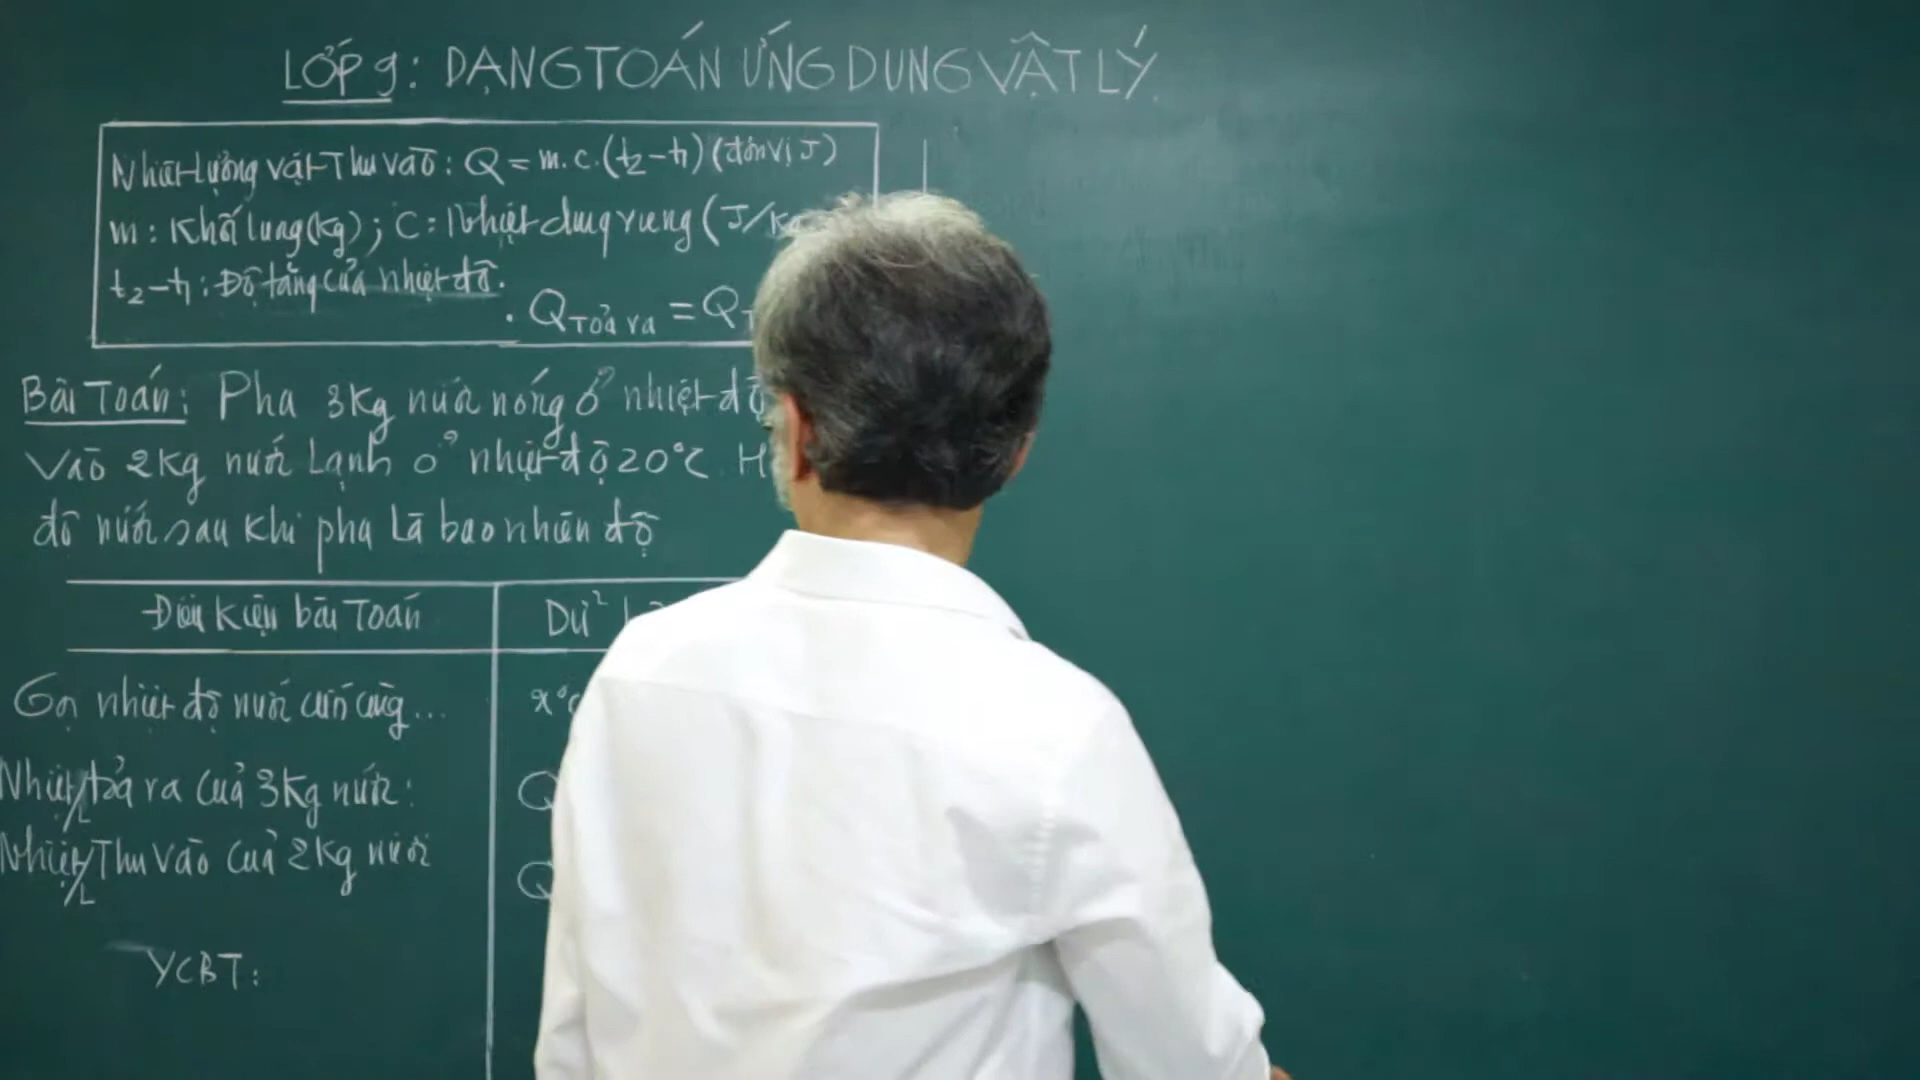 LỚP 9: DẠNG TOÁN ỨNG DUNG VẬT LÝ
Nhiệt lượng vật Thu vào: Q = m.c.(t₂-t₁) (đơn vị J)
m: Khối lượng (kg); C: Nhiệt dung riêng (J/kg
t₂-t₁: Độ tăng của nhiệt độ.
. Q Tỏa ra = Q
Bài Toán: Pha 3Kg nước nóng ở nhiệt độ
vào 2Kg nước Lạnh ở nhiệt độ 20°C. H
độ nước sau khi pha Là bao nhiêu độ
Điều kiện bài Toán
Gọi nhiệt độ nước cuối cùng...
x°C
Nhiệt/L tỏa ra của 3Kg nước:
Q
Nhiệt/L Thu vào của 2Kg nước
Q
YCBT: